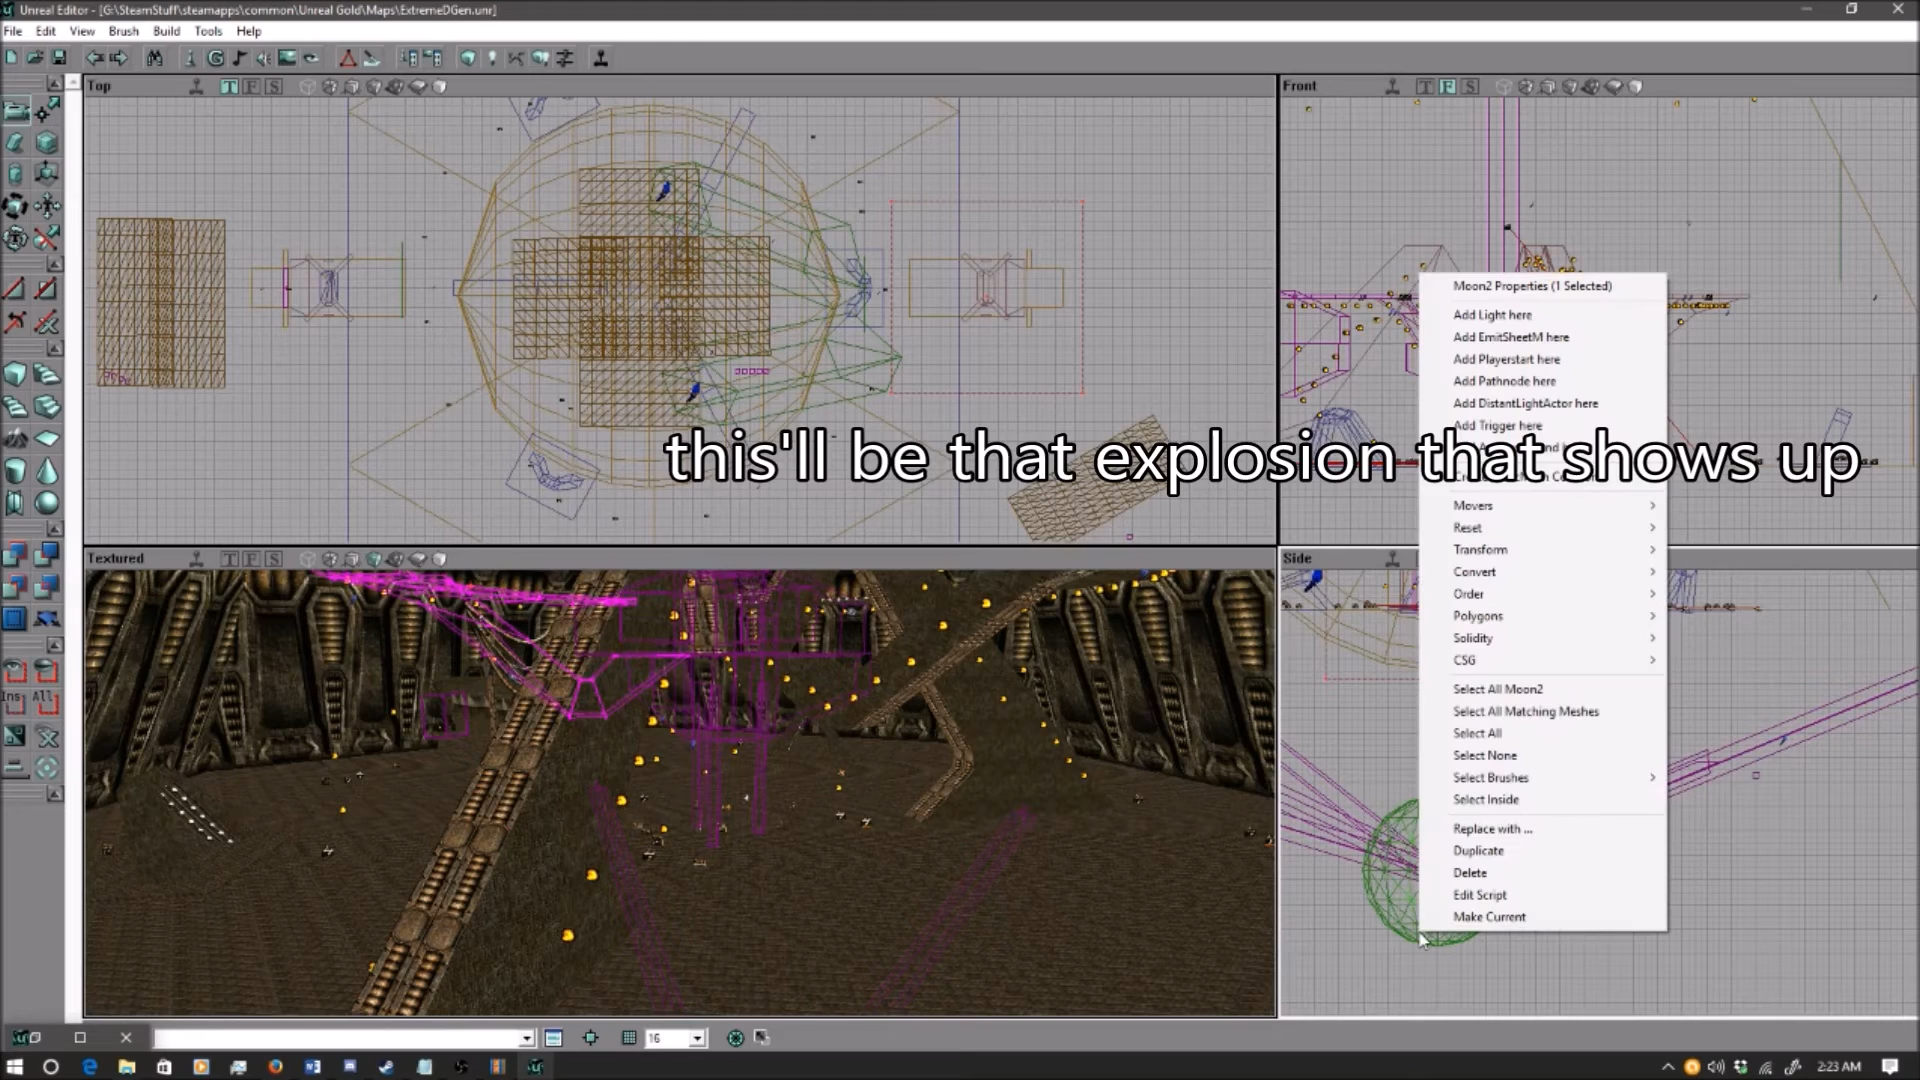 Unreal Editor - [G:\SteamStuff\steamapps\common\Unreal Gold\Maps\ExtremeDGen.unr]
File Edit View Brush Build Tools Help
Top T F S
Front T F S
Moon2 Properties (1 Selected)
Add Light here
Add EmitSheetM here
Add Playerstart here
Add Pathnode here
Add DistantLightActor here
Add Trigger here
this'll be that explosion that shows up
Movers
Reset
Transform
Convert
Order
Polygons
Solidity
CSG
Select All Moon2
Select All Matching Meshes
Select All
Select None
Select Brushes
Select Inside
Replace with ...
Duplicate
Delete
Edit Script
Make Current
Textured T F S
Side
Ins All
16
2:23 AM